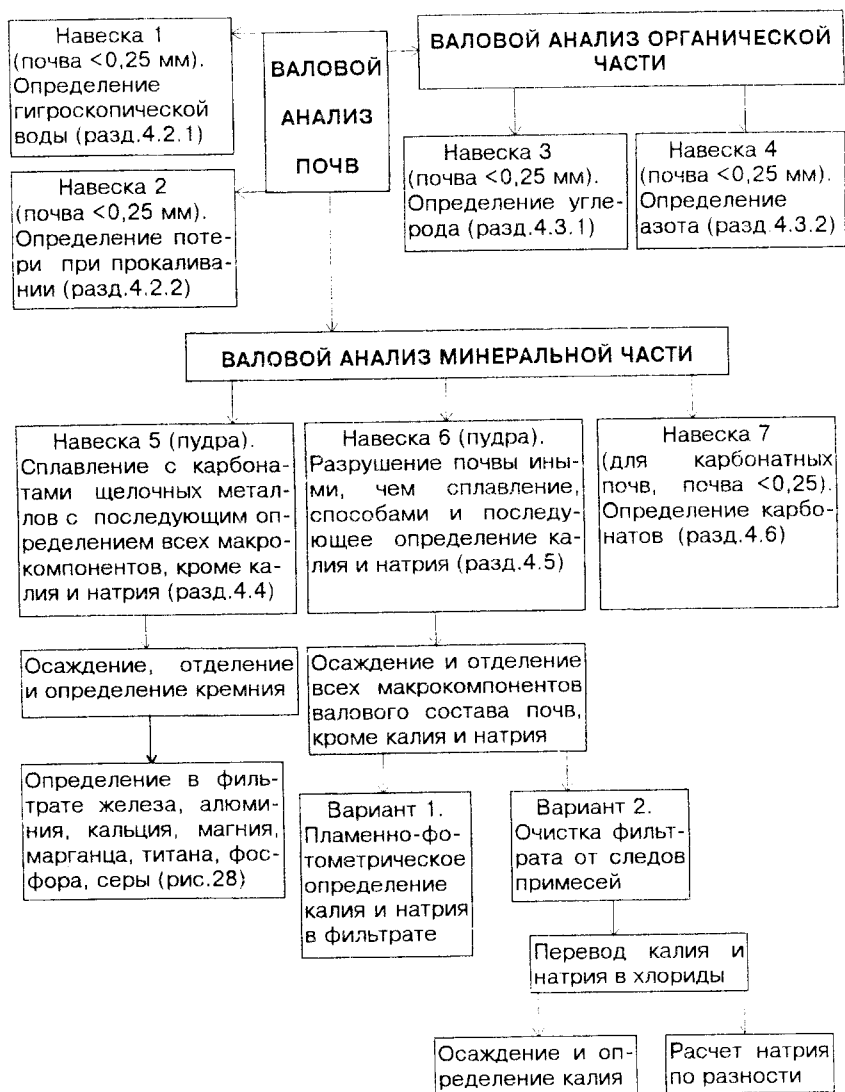 Навеска 1
(почва <0,25 мм).
Определение
гигроскопической
воды (разд.4.2.1)
ВАЛОВОЙ
АНАЛИЗ
ПОЧВ
ВАЛОВОЙ АНАЛИЗ ОРГАНИЧЕСКОЙ
ЧАСТИ
Навеска 2
(почва <0,25 мм).
Определение поте-
ри при прокалива-
нии (разд.4.2.2)
Навеска 3
(почва <0,25 мм).
Определение угле-
рода (разд.4.3.1)
Навеска 4
(почва <0,25 мм).
Определение
азота (разд.4.3.2)
ВАЛОВОЙ АНАЛИЗ МИНЕРАЛЬНОЙ ЧАСТИ
Навеска 5 (пудра).
Сплавление с карбона-
тами щелочных метал-
лов с последующим оп-
ределением всех макро-
компонентов, кроме ка-
лия и натрия (разд.4.4)
Навеска 6 (пудра).
Разрушение почвы ины-
ми, чем сплавление,
способами и последу-
ющее определение ка-
лия и натрия (разд.4.5)
Навеска 7
(для карбонатных
почв, почва <0,25).
Определение карбо-
натов (разд.4.6)
Осаждение, отделение
и определение кремния
Осаждение и отделение
всех макрокомпонентов
валового состава почв,
кроме калия и натрия
Определение в филь-
трате железа, алюми-
ния, кальция, магния,
марганца, титана, фос-
фора, серы (рис.28)
Вариант 1.
Пламенно-фо-
тометрическое
определение
калия и натрия
в фильтрате
Вариант 2.
Очистка фильт-
рата от следов
примесей
Перевод калия и
натрия в хлориды
Осаждение и оп-
ределение калия
Расчет натрия
по разности